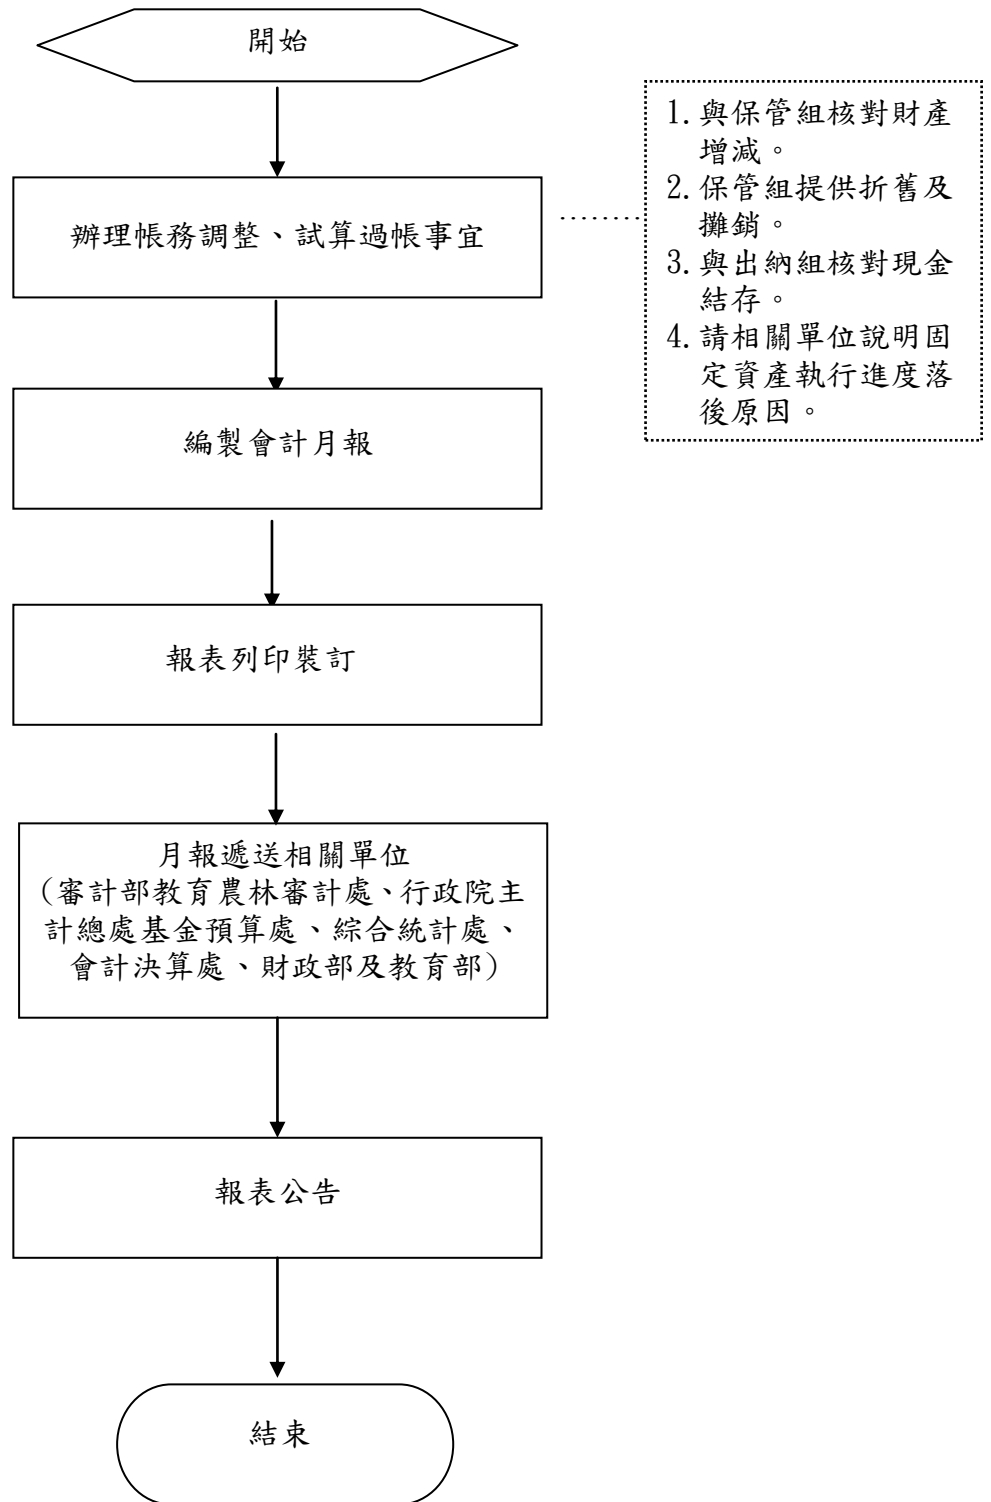 開始
1.與保管組核對財產
增減。
2.保管組提供折舊及
攤銷。
3.與出納組核對現金
結存。
4.請相關單位說明固
定資產執行進度落
後原因。
辦理帳務調整、試算過帳事宜
編製會計月報
報表列印裝訂
月報遞送相關單位
（審計部教育農林審計處、行政院主
計總處基金預算處、綜合統計處、
會計決算處、財政部及教育部）
報表公告
結束